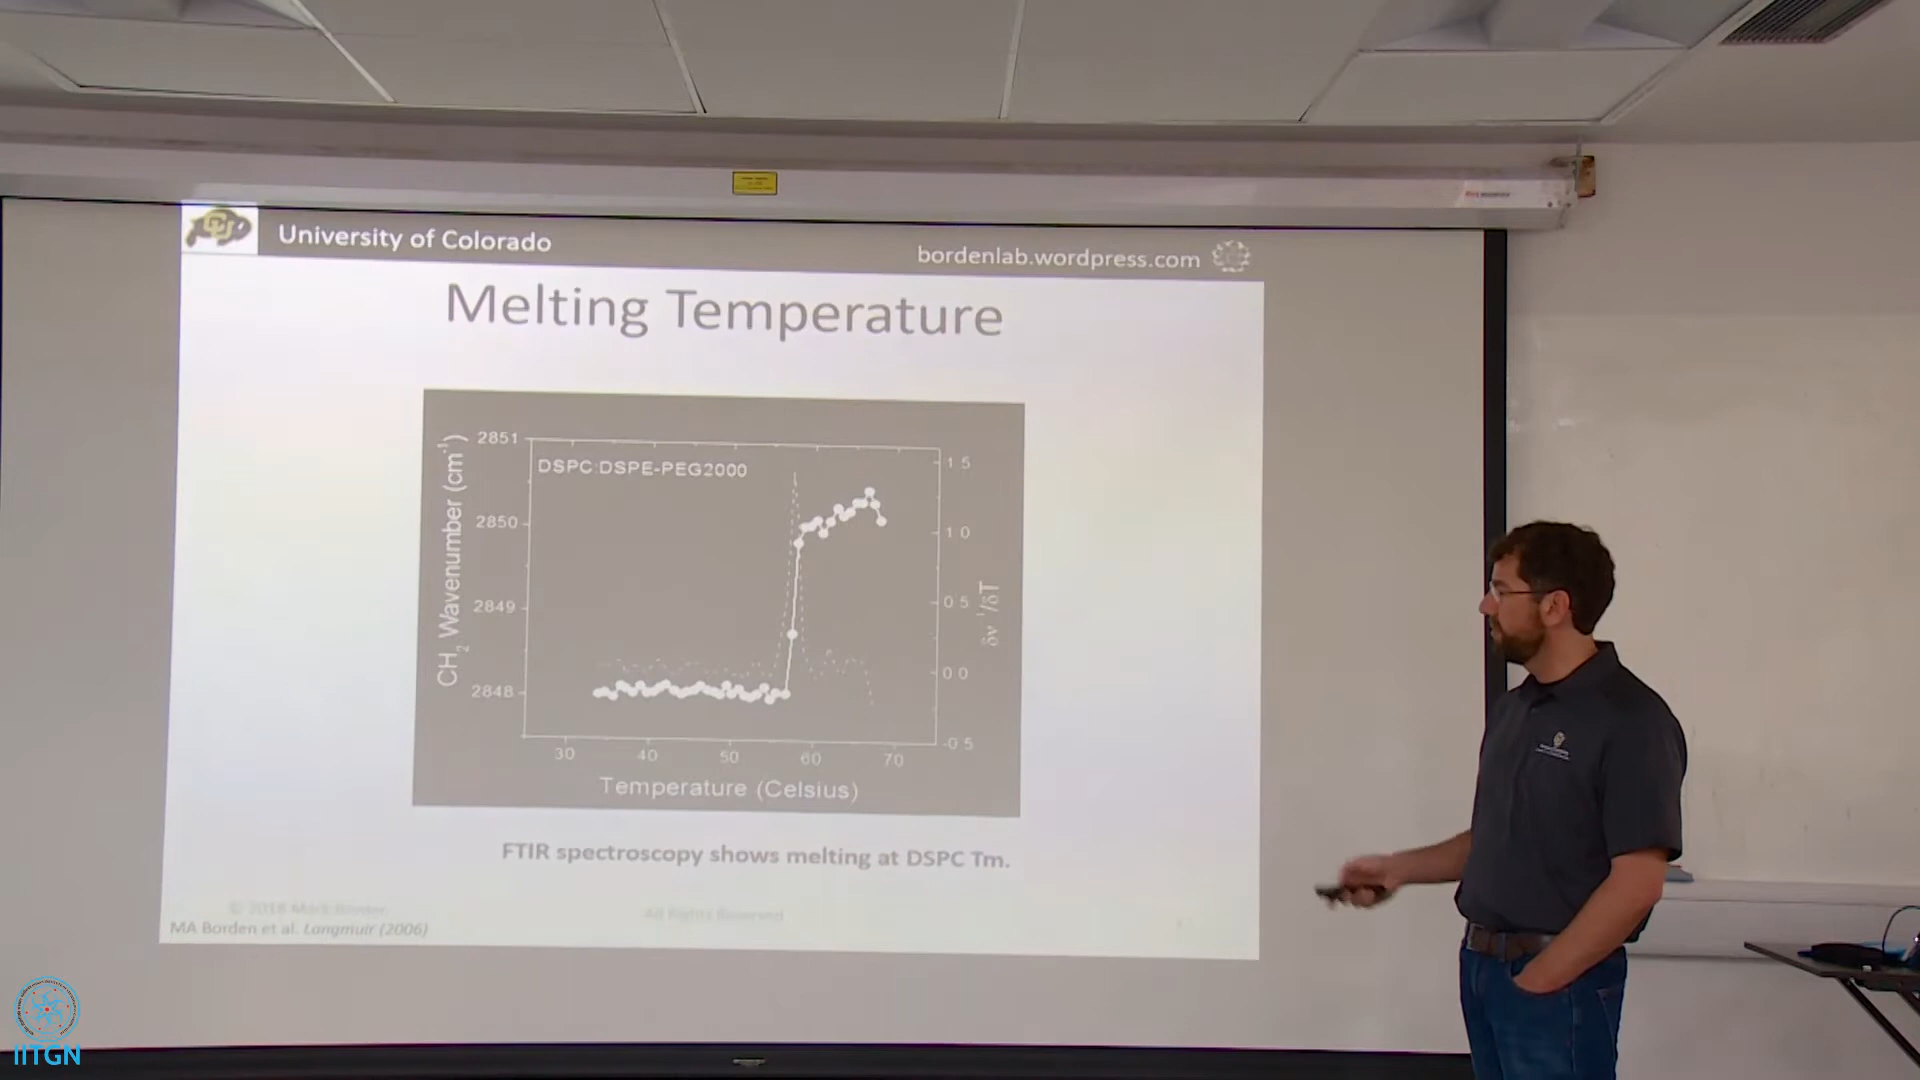 University of Colorado
bordenlab.wordpress.com
Melting Temperature
DSPC:DSPE-PEG2000
CH2 Wavenumber (cm-1)
2851
2850
2849
2848
1 5
1 0
0 5
0 0
-0 5
δν-1/δT
30 40 50 60 70
Temperature (Celsius)
FTIR spectroscopy shows melting at DSPC Tm.
© 2018 Mark Borden
All Rights Reserved
MA Borden et al. Langmuir (2006)
IITGN